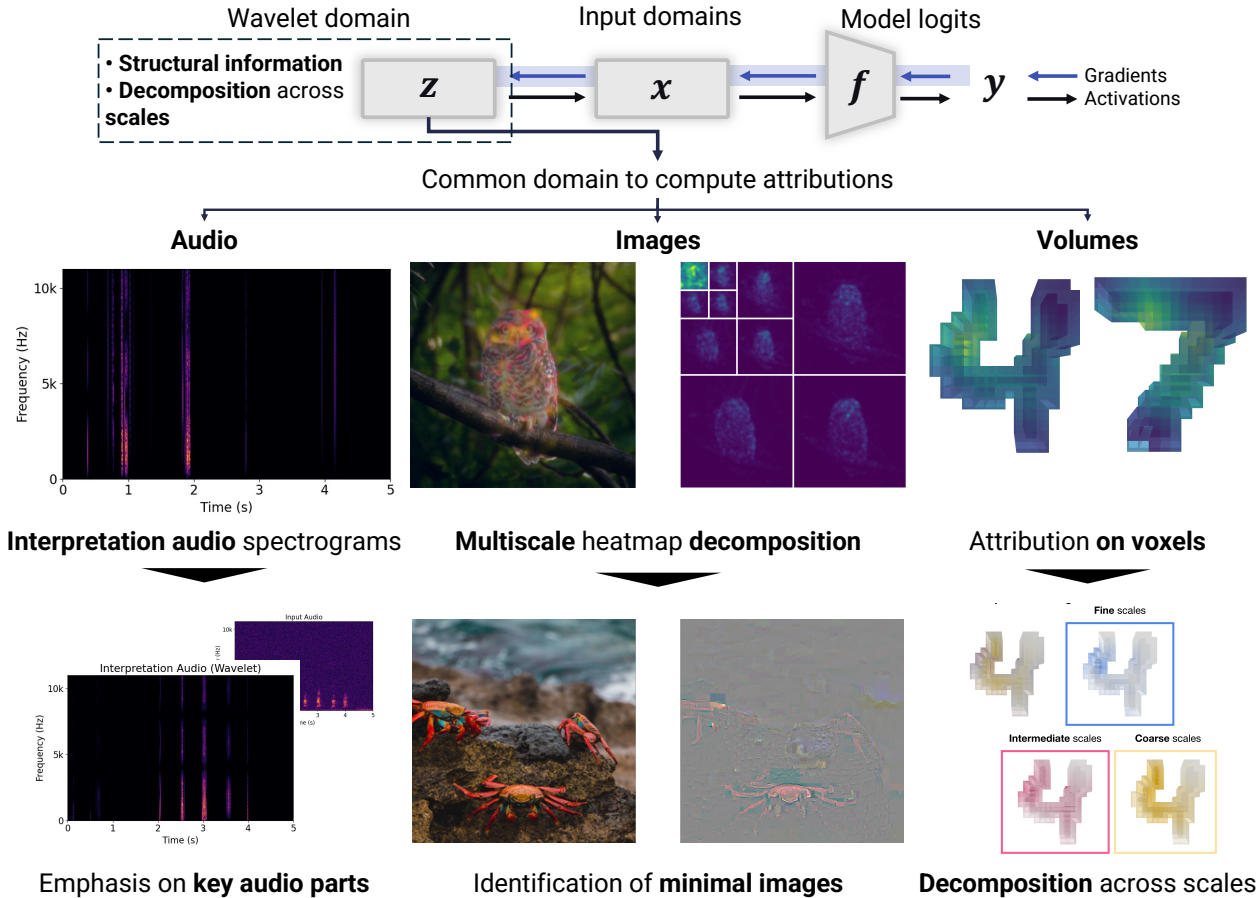 Wavelet domain
Input domains
Model logits
• Structural information
• Decomposition across
scales
z
x
f
y
Gradients
Activations
Common domain to compute attributions
Audio
Images
Volumes
10k
5k
0
Frequency (Hz)
0 1 2 3 4 5
Time (s)
Interpretation audio spectrograms
Multiscale heatmap decomposition
Attribution on voxels
Input Audio
10k
3 4 5
Interpretation Audio (Wavelet)
10k
5k
0
Frequency (Hz)
0 1 2 3 4 5
Time (s)
Fine scales
Intermediate scales
Coarse scales
Emphasis on key audio parts
Identification of minimal images
Decomposition across scales